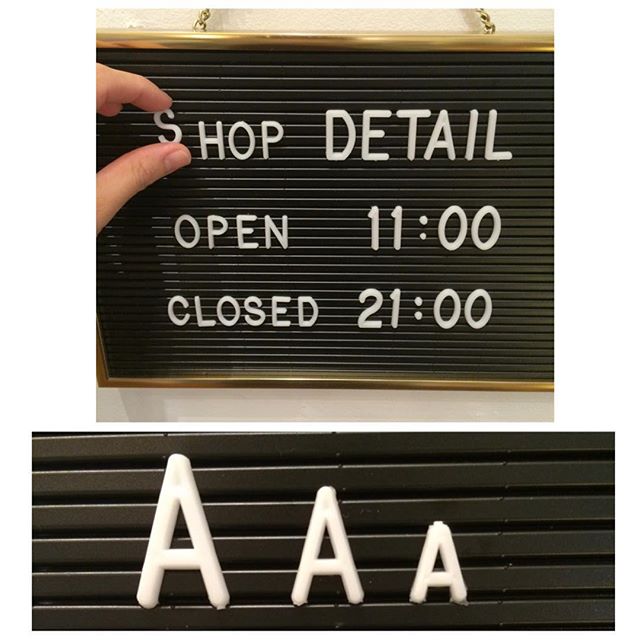 SHOP DETAIL
OPEN 11:00
CLOSED 21:00
A A A